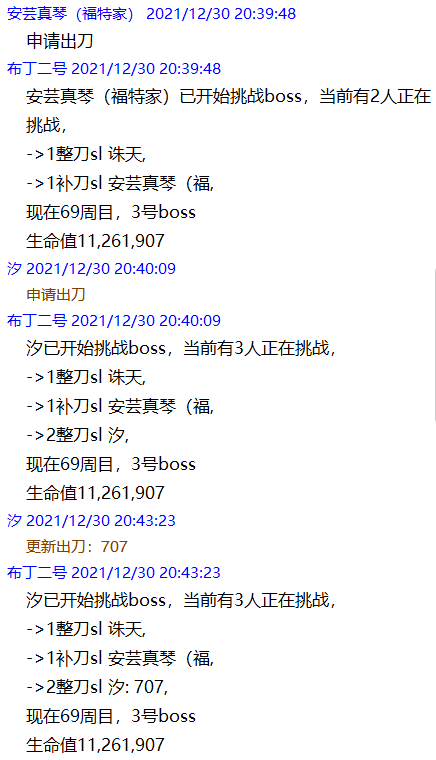 安芸真琴（福特家） 2021/12/30 20:39:48
申请出刀
布丁二号 2021/12/30 20:39:48
安芸真琴（福特家）已开始挑战boss，当前有2人正在
挑战，
->1整刀sl 诛天,
->1补刀sl 安芸真琴（福,
现在69周目，3号boss
生命值11,261,907
汐 2021/12/30 20:40:09
申请出刀
布丁二号 2021/12/30 20:40:09
汐已开始挑战boss，当前有3人正在挑战，
->1整刀sl 诛天,
->1补刀sl 安芸真琴（福,
->2整刀sl 汐,
现在69周目，3号boss
生命值11,261,907
汐 2021/12/30 20:43:23
更新出刀：707
布丁二号 2021/12/30 20:43:23
汐已开始挑战boss，当前有3人正在挑战，
->1整刀sl 诛天,
->1补刀sl 安芸真琴（福,
->2整刀sl 汐: 707,
现在69周目，3号boss
生命值11,261,907